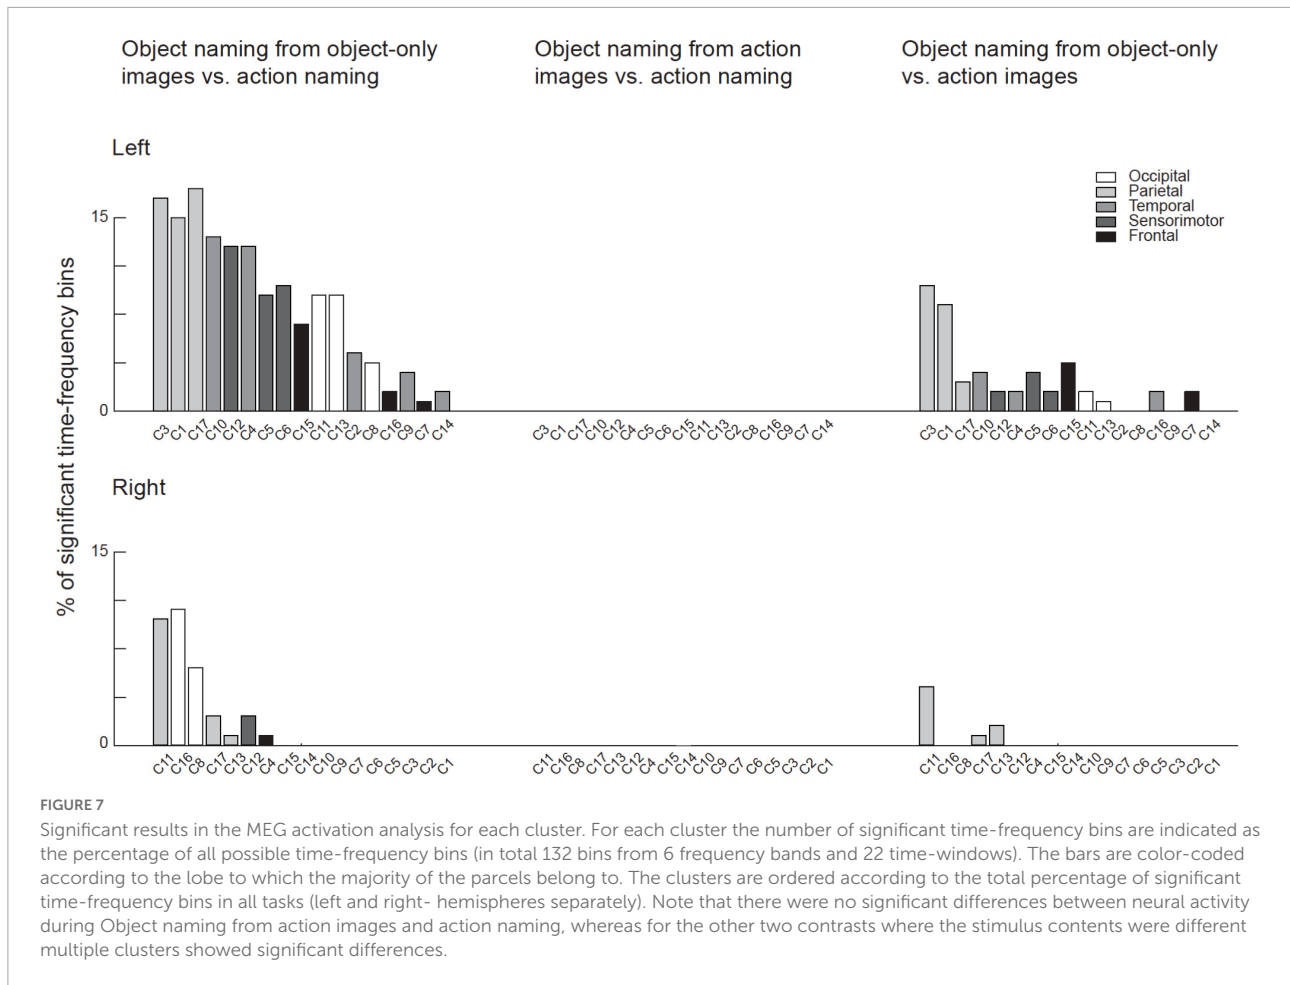 Object naming from object-only
images vs. action naming
Object naming from action
images vs. action naming
Object naming from object-only
vs. action images
Left
Occipital
Parietal
Temporal
Sensorimotor
Frontal
% of significant time-frequency bins
15
0
C3 C1 C17 C10 C12 C4 C5 C6 C15 C11 C13 C2 C8 C16 C9 C7 C14
C3 C1 C17 C10 C12 C4 C5 C6 C15 C11 C13 C2 C8 C16 C9 C7 C14
C3 C1 C17 C10 C12 C4 C5 C6 C15 C11 C13 C2 C8 C16 C9 C7 C14
Right
15
0
C11 C16 C8 C17 C13 C12 C4 C15 C14 C10 C9 C7 C6 C5 C3 C2 C1
C11 C16 C8 C17 C13 C12 C4 C15 C14 C10 C9 C7 C6 C5 C3 C2 C1
C11 C16 C8 C17 C13 C12 C4 C15 C14 C10 C9 C7 C6 C5 C3 C2 C1
FIGURE 7
Significant results in the MEG activation analysis for each cluster. For each cluster the number of significant time-frequency bins are indicated as
the percentage of all possible time-frequency bins (in total 132 bins from 6 frequency bands and 22 time-windows). The bars are color-coded
according to the lobe to which the majority of the parcels belong to. The clusters are ordered according to the total percentage of significant
time-frequency bins in all tasks (left and right- hemispheres separately). Note that there were no significant differences between neural activity
during Object naming from action images and action naming, whereas for the other two contrasts where the stimulus contents were different
multiple clusters showed significant differences.